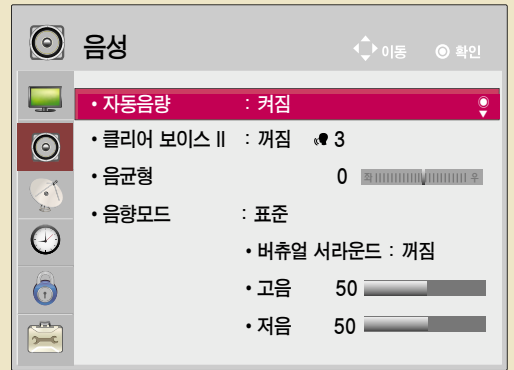 음성 이동 확인
• 자동음량 : 켜짐
• 클리어 보이스 II : 꺼짐 3
• 음균형 0 좌 우
• 음향모드 : 표준
• 버츄얼 서라운드 : 꺼짐
• 고음 50
• 저음 50